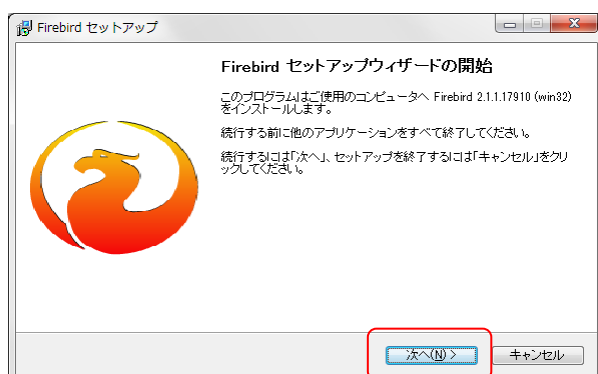 Firebird セットアップ
Firebird セットアップウィザードの開始
このプログラムはご使用のコンピュータへ Firebird 2.1.1.17910 (win32)
をインストールします。
続行する前に他のアプリケーションをすべて終了してください。
続行するには「次へ」、セットアップを終了するには「キャンセル」をクリ
ックしてください。
次へ(N) >
キャンセル